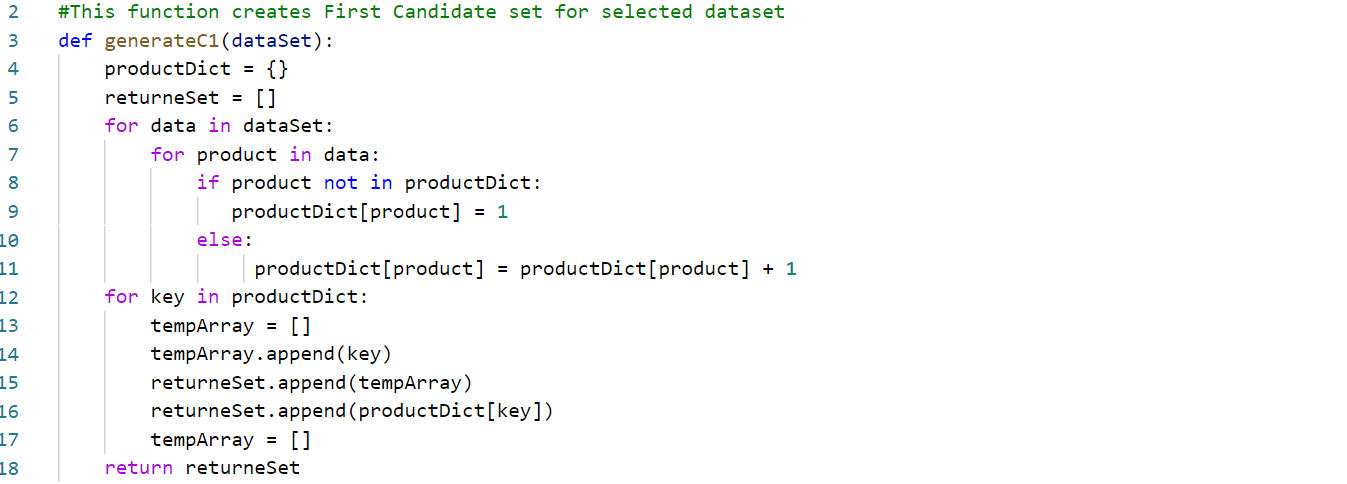 2 #This function creates First Candidate set for selected dataset
3 def generateC1(dataSet):
4     productDict = {}
5     returneSet = []
6     for data in dataSet:
7         for product in data:
8             if product not in productDict:
9                productDict[product] = 1
10             else:
11                  productDict[product] = productDict[product] + 1
12     for key in productDict:
13         tempArray = []
14         tempArray.append(key)
15         returneSet.append(tempArray)
16         returneSet.append(productDict[key])
17         tempArray = []
18     return returneSet